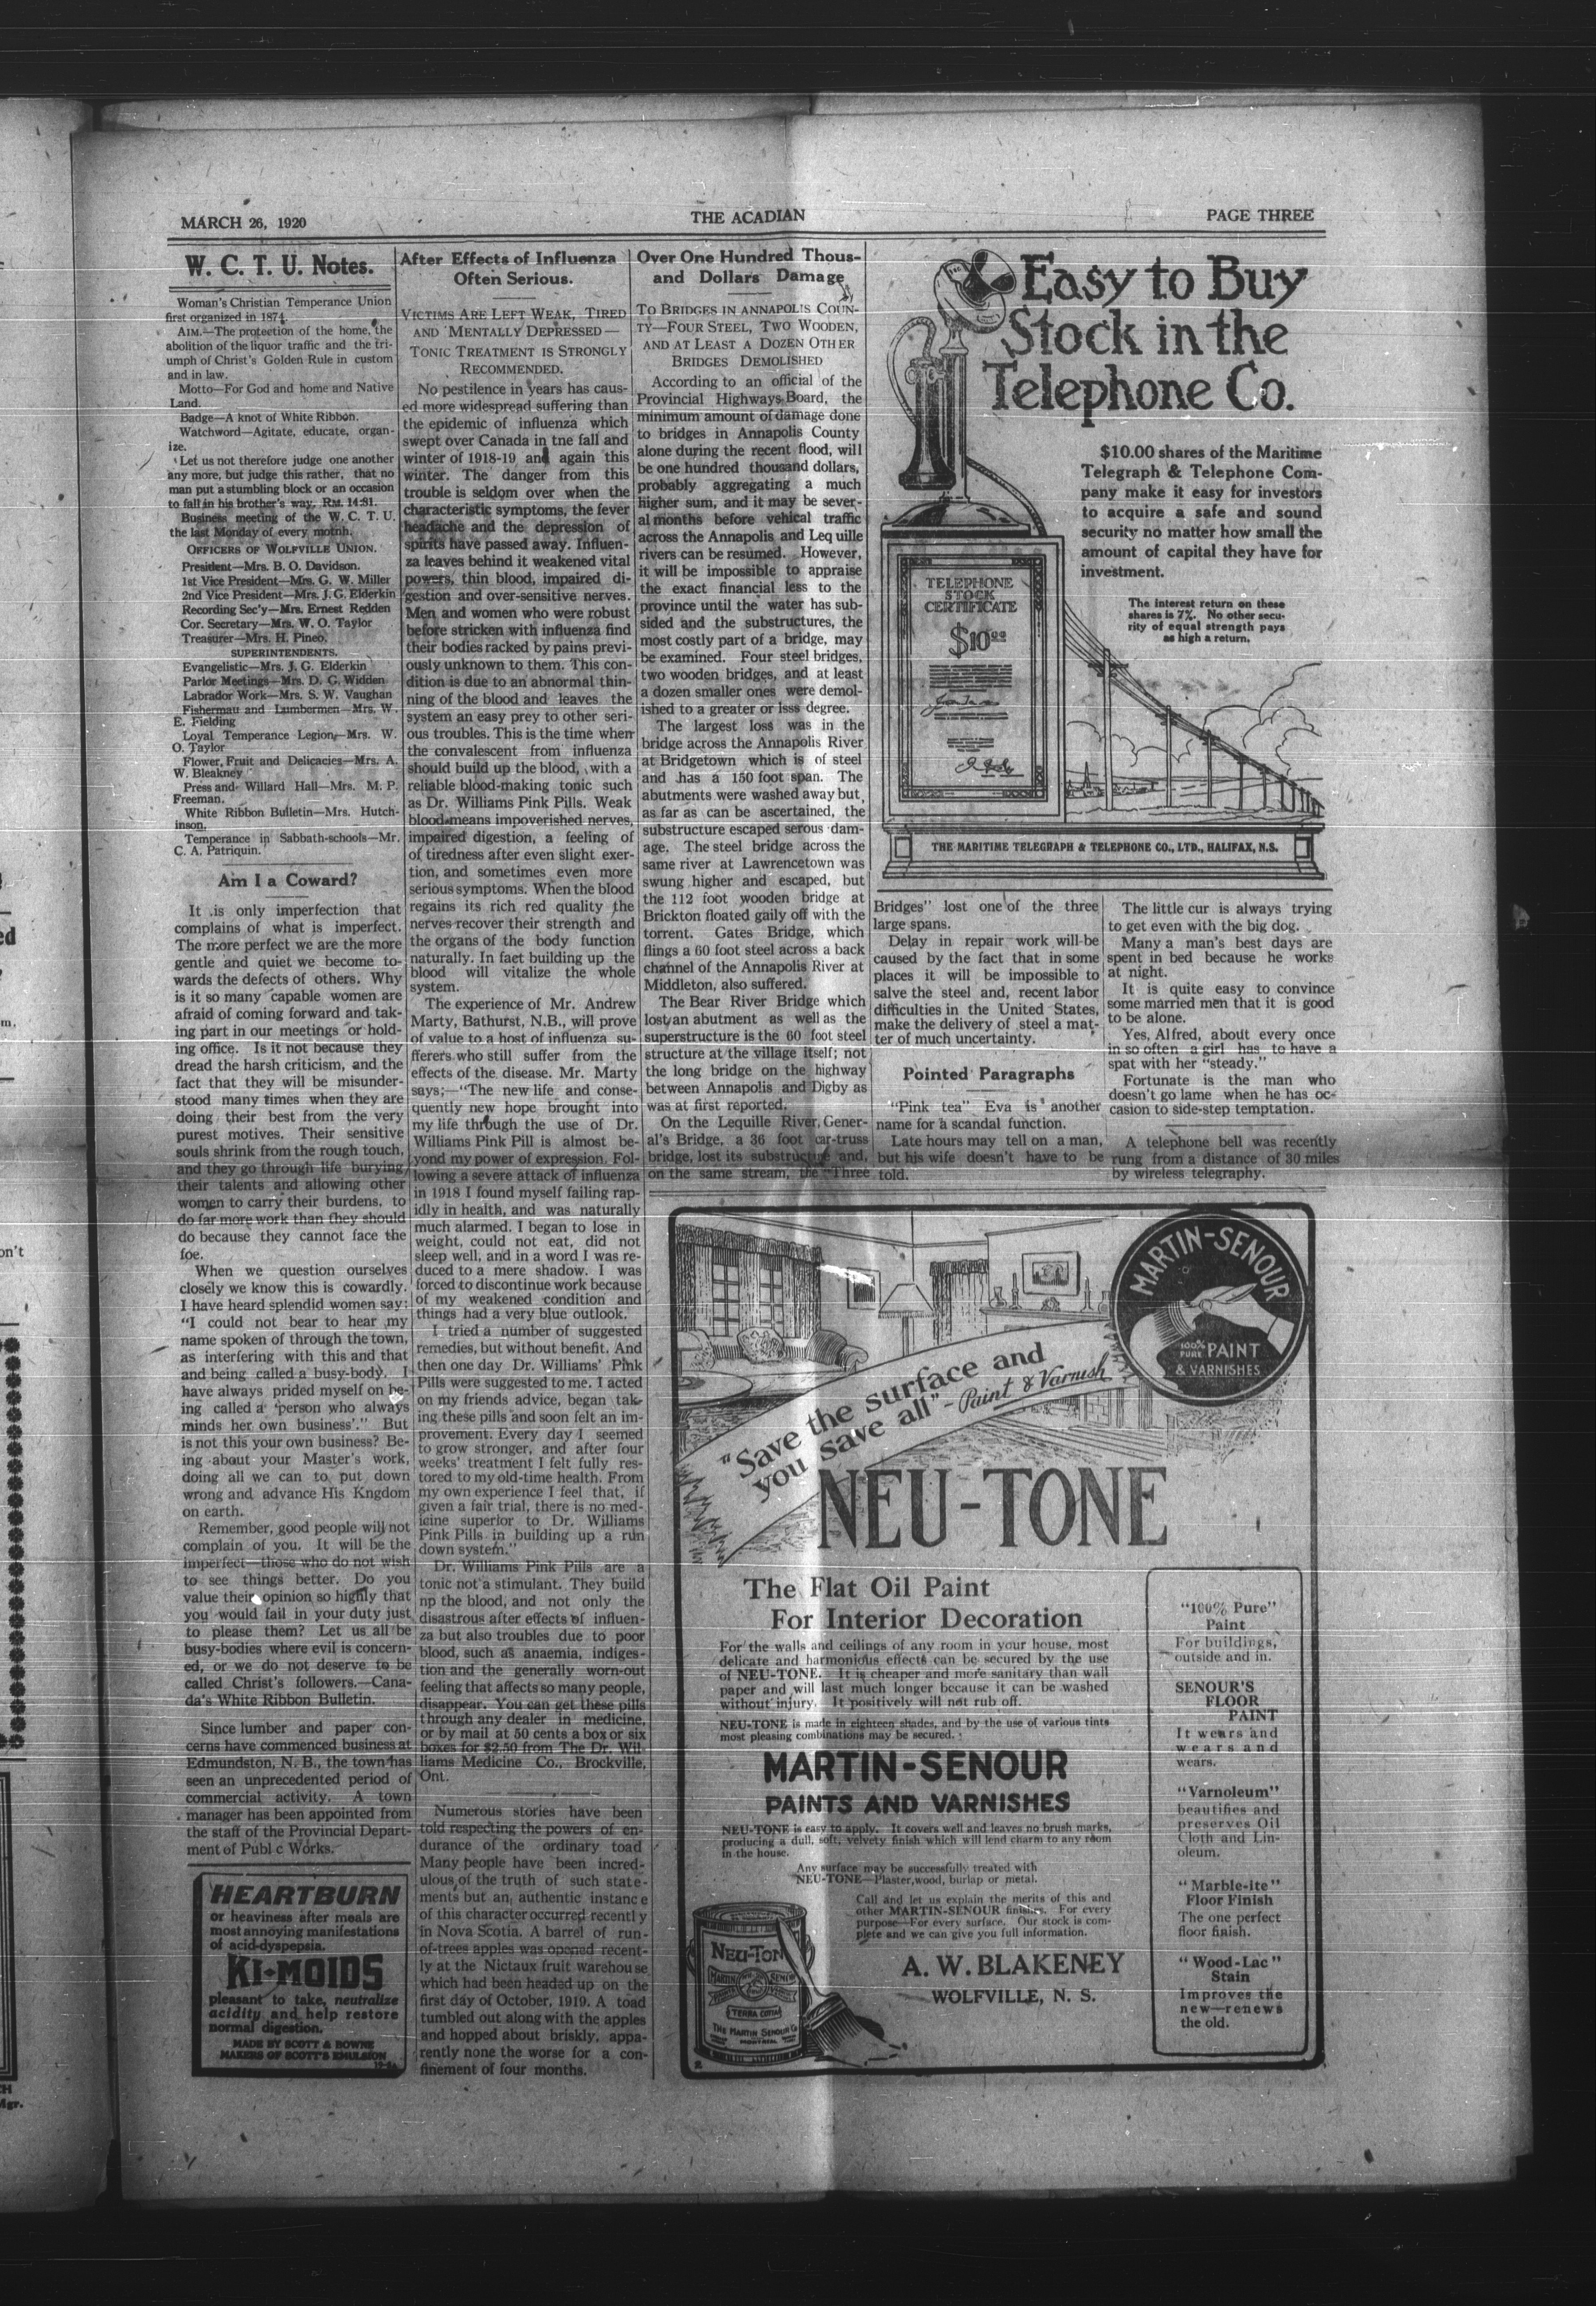 MARCH 26, 1920
THE ACADIAN
PAGE THREE
W. C. T. U. Notes.
Woman's Christian Temperance Union
first organized in 1874.
AIM.—The protection of the home, the
abolition of the liquor traffic and the tri-
umph of Christ's Golden Rule in custom
and in law.
Motto—For God and home and Native
Land.
Badge—A knot of White Ribbon.
Watchword—Agitate, educate, organ-
ize.
Let us not therefore judge one another
any more, but judge this rather, that no
man put a stumbling block or an occasion
to fall in his brother's way. Rm. 14:31.
Business meeting of the W. C. T. U.
the last Monday of every motnh.
OFFICERS OF WOLFVILLE UNION.
President—Mrs. B. O. Davidson.
1st Vice President—Mrs. G. W. Miller
2nd Vice President—Mrs. J. G. Elderkin
Recording Sec'y—Mrs. Ernest Redden
Cor. Secretary—Mrs. W. O. Taylor
Treasurer—Mrs. H. Pineo.
SUPERINTENDENTS.
Evangelistic—Mrs. J. G. Elderkin
Parlor Meetings—Mrs. D. G. Widden
Labrador Work—Mrs. S. W. Vaughan
Fisherman and Lumbermen—Mrs. W.
E. Fielding
Loyal Temperance Legion—Mrs. W.
O. Taylor
Flower, Fruit and Delicacies—Mrs. A.
W. Bleakney
Press and Willard Hall—Mrs. M. P.
Freeman.
White Ribbon Bulletin—Mrs. Hutch-
inson.
Temperance in Sabbath-schools—Mr.
C. A. Patriquin.
Am I a Coward?
It is only imperfection that
complains of what is imperfect.
The more perfect we are the more
gentle and quiet we become to-
wards the defects of others. Why
is it so many capable women are
afraid of coming forward and tak-
ing part in our meetings or hold-
ing office. Is it not because they
dread the harsh criticism, and the
fact that they will be misunder-
stood many times when they are
doing their best from the very
purest motives. Their sensitive
souls shrink from the rough touch,
and they go through life burying
their talents and allowing other
women to carry their burdens, to
do far more work than they should
do because they cannot face the
foe.
When we question ourselves
closely we know this is cowardly.
I have heard splendid women say:
"I could not bear to hear my
name spoken of through the town,
as interfering with this and that
and being called a busy-body. I
have always prided myself on be-
ing called a 'person who always
minds her own business'." But
is not this your own business? Be-
ing about your Master's work,
doing all we can to put down
wrong and advance His Kngdom
on earth.
Remember, good people will not
complain of you. It will be the
imperfect—those who do not wish
to see things better. Do you
value their opinion so highly that
you would fail in your duty just
to please them? Let us all be
busy-bodies where evil is concern-
ed, or we do not deserve to be
called Christ's followers.—Cana-
da's White Ribbon Bulletin.
Since lumber and paper con-
cerns have commenced business at
Edmundston, N. B., the town has
seen an unprecedented period of
commercial activity. A town
manager has been appointed from
the staff of the Provincial Depart-
ment of Publ c Works.
HEARTBURN
or heaviness after meals are
most annoying manifestations
of acid-dyspepsia.
KI-MOIDS
pleasant to take, neutralize
acidity and help restore
normal digestion.
MADE BY SCOTT & BOWNE
MAKERS OF SCOTT'S EMULSION
After Effects of Influenza
Often Serious.
VICTIMS ARE LEFT WEAK, TIRED
AND MENTALLY DEPRESSED—
TONIC TREATMENT IS STRONGLY
RECOMMENDED.
No pestilence in years has caus-
ed more widespread suffering than
the epidemic of influenza which
swept over Canada in tne fall and
winter of 1918-19 and again this
winter. The danger from this
trouble is seldom over when the
characteristic symptoms, the fever
headache and the depression of
spirits have passed away. Influen-
za leaves behind it weakened vital
powers, thin blood, impaired di-
gestion and over-sensitive nerves.
Men and women who were robust
before stricken with influenza find
their bodies racked by pains previ-
ously unknown to them. This con-
dition is due to an abnormal thin-
ning of the blood and leaves the
system an easy prey to other seri-
ous troubles. This is the time when
the convalescent from influenza
should build up the blood, with a
reliable blood-making tonic such
as Dr. Williams Pink Pills. Weak
blood means impoverished nerves,
impaired digestion, a feeling of
of tiredness after even slight exer-
tion, and sometimes even more
serious symptoms. When the blood
regains its rich red quality the
nerves recover their strength and
the organs of the body function
naturally. In fact building up the
blood will vitalize the whole
system.
The experience of Mr. Andrew
Marty, Bathurst, N.B., will prove
of value to a host of influenza su-
fferers who still suffer from the
effects of the disease. Mr. Marty
says;—"The new life and conse-
quently new hope brought into
my life through the use of Dr.
Williams Pink Pill is almost be-
yond my power of expression. Fol-
lowing a severe attack of influenza
in 1918 I found myself failing rap-
idly in health, and was naturally
much alarmed. I began to lose in
weight, could not eat, did not
sleep well, and in a word I was re-
duced to a mere shadow. I was
forced to discontinue work because
of my weakened condition and
things had a very blue outlook.
I tried a number of suggested
remedies, but without benefit. And
then one day Dr. Williams' Pink
Pills were suggested to me. I acted
on my friends advice, began tak-
ing these pills and soon felt an im-
provement. Every day I seemed
to grow stronger, and after four
weeks' treatment I felt fully res-
tored to my old-time health. From
my own experience I feel that, if
given a fair trial, there is no med-
icine superior to Dr. Williams
Pink Pills in building up a run
down system."
Dr. Williams Pink Pills are a
tonic not a stimulant. They build
np the blood, and not only the
disastrous after effects of influen-
za but also troubles due to poor
blood, such as anaemia, indiges-
tion and the generally worn-out
feeling that affects so many people,
disappear. You can get these pills
through any dealer in medicine,
or by mail at 50 cents a box or six
boxes for $2.50 from The Dr. Wil-
liams Medicine Co., Brockville,
Ont.
Numerous stories have been
told respecting the powers of en-
durance of the ordinary toad
Many people have been incred-
ulous of the truth of such state-
ments but an authentic instance
of this character occurred recently
in Nova Scotia. A barrel of run-
of-trees apples was opened recent-
ly at the Nictaux fruit warehouse
which had been headed up on the
first day of October, 1919. A toad
tumbled out along with the apples
and hopped about briskly, appa-
rently none the worse for a con-
finement of four months.
Over One Hundred Thous-
and Dollars Damage
TO BRIDGES IN ANNAPOLIS COUN-
TY—FOUR STEEL, TWO WOODEN,
AND AT LEAST A DOZEN OTHER
BRIDGES DEMOLISHED
According to an official of the
Provincial Highways Board, the
minimum amount of damage done
to bridges in Annapolis County
alone during the recent flood, will
be one hundred thousand dollars,
probably aggregating a much
higher sum, and it may be sever-
al months before vehical traffic
across the Annapolis and Leq uille
rivers can be resumed. However,
it will be impossible to appraise
the exact financial less to the
province until the water has sub-
sided and the substructures, the
most costly part of a bridge, may
be examined. Four steel bridges,
two wooden bridges, and at least
a dozen smaller ones were demol-
ished to a greater or lsss degree.
The largest loss was in the
bridge across the Annapolis River
at Bridgetown which is of steel
and has a 150 foot span. The
abutments were washed away but
as far as can be ascertained, the
substructure escaped serous dam-
age. The steel bridge across the
same river at Lawrencetown was
swung higher and escaped, but
the 112 foot wooden bridge at
Brickton floated gaily off with the
torrent. Gates Bridge, which
flings a 60 foot steel across a back
channel of the Annapolis River at
Middleton, also suffered.
The Bear River Bridge which
lost an abutment as well as the
superstructure is the 60 foot steel
structure at the village itself; not
the long bridge on the highway
between Annapolis and Digby as
was at first reported.
On the Lequille River, Gener-
al's Bridge, a 36 foot car-truss
bridge, lost its substructure and,
on the same stream, the "Three
Easy to Buy
Stock in the
Telephone Co.
$10.00 shares of the Maritime
Telegraph & Telephone Com-
pany make it easy for investors
to acquire a safe and sound
security no matter how small the
amount of capital they have for
investment.
The interest return on these
shares is 7%. No other secu-
rity of equal strength pays
as high a return.
TELEPHONE
STOCK
CERTIFICATE
$10.00
THE MARITIME TELEGRAPH & TELEPHONE CO., LTD., HALIFAX, N.S.
Bridges" lost one of the three
large spans.
Delay in repair work will be
caused by the fact that in some
places it will be impossible to
salve the steel and, recent labor
difficulties in the United States,
make the delivery of steel a mat-
ter of much uncertainty.
Pointed Paragraphs
"Pink tea" Eva is another
name for a scandal function.
Late hours may tell on a man,
but his wife doesn't have to be
told.
The little cur is always trying
to get even with the big dog.
Many a man's best days are
spent in bed because he works
at night.
It is quite easy to convince
some married men that it is good
to be alone.
Yes, Alfred, about every once
in so often a girl has to have a
spat with her "steady."
Fortunate is the man who
doesn't go lame when he has oc-
casion to side-step temptation.
A telephone bell was recently
rung from a distance of 30 miles
by wireless telegraphy.
MARTIN-SENOUR
100% PURE PAINT
& VARNISHES
"Save the surface and
you save all"—Paint & Varnish
NEU-TONE
The Flat Oil Paint
For Interior Decoration
For the walls and ceilings of any room in your house, most
delicate and harmonious effects can be secured by the use
of NEU-TONE. It is cheaper and more sanitary than wall
paper and will last much longer because it can be washed
without injury. It positively will not rub off.
NEU-TONE is made in eighteen shades, and by the use of various tints
most pleasing combinations may be secured.
MARTIN-SENOUR
PAINTS AND VARNISHES
NEU-TONE is easy to apply. It covers well and leaves no brush marks,
producing a dull, soft, velvety finish which will lend charm to any room
in the house.
Any surface may be successfully treated with
NEU-TONE—Plaster, wood, burlap or metal.
Call and let us explain the merits of this and
other MARTIN-SENOUR finishes. For every
purpose—For every surface. Our stock is com-
plete and we can give you full information.
A. W. BLAKENEY
WOLFVILLE, N. S.
NEU-TONE
TERRA COTTA
THE MARTIN SENOUR Co
MONTREAL
"100% Pure"
Paint
For buildings,
outside and in.
SENOUR'S
FLOOR
PAINT
It wears and
wears and
wears.
"Varnoleum"
beautifies and
preserves Oil
Cloth and Lin-
oleum.
"Marble-ite"
Floor Finish
The one perfect
floor finish.
"Wood-Lac"
Stain
Improves the
new—renews
the old.